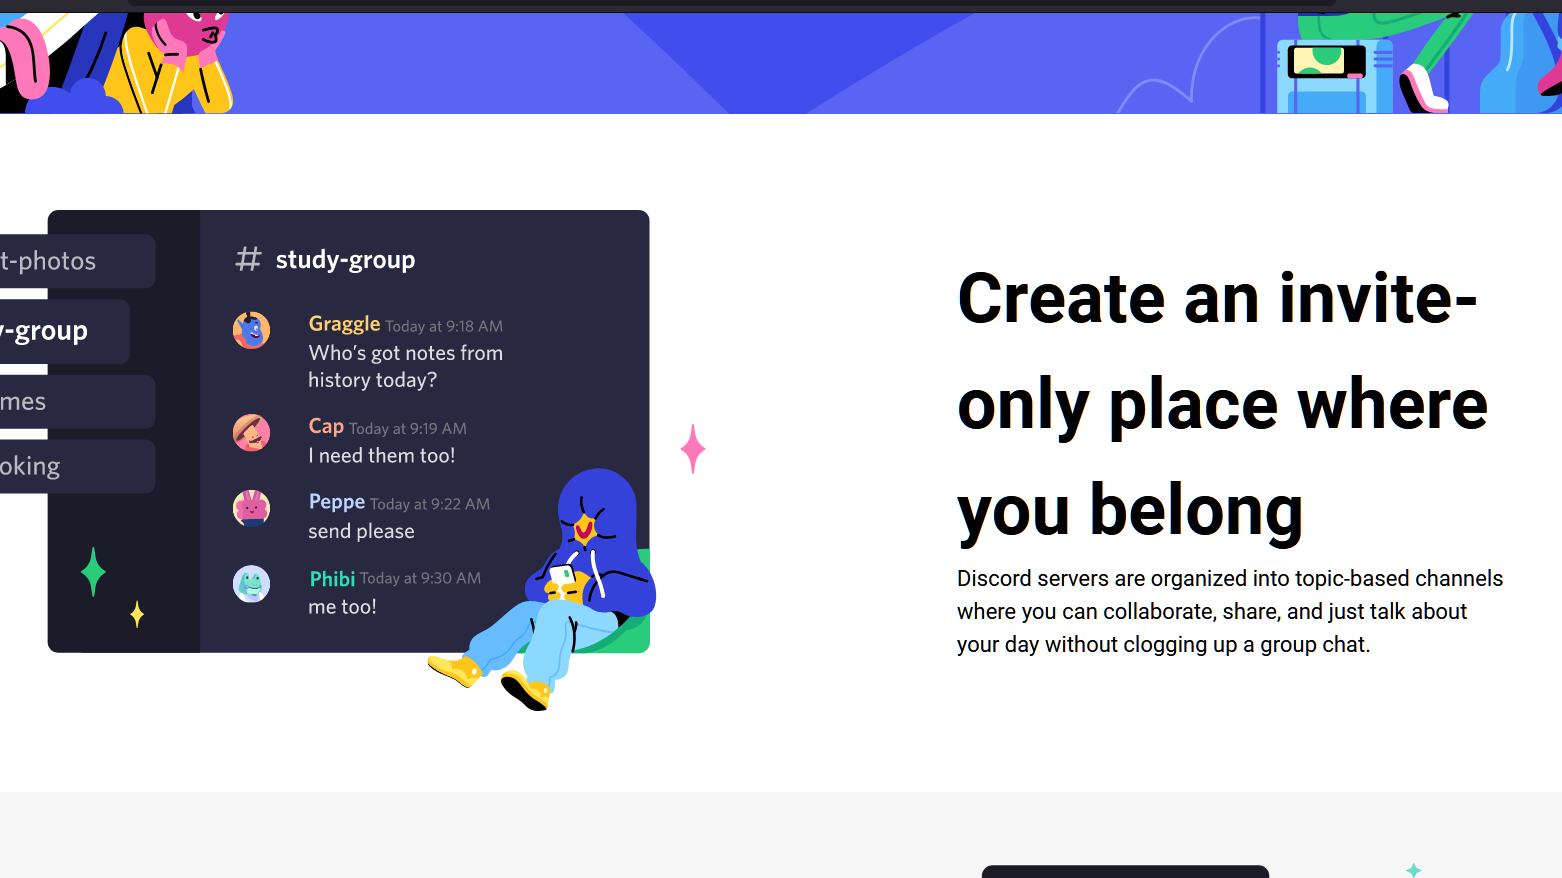 t-photos
y-group
mes
oking
# study-group
Graggle Today at 9:18 AM
Who's got notes from
history today?
Cap Today at 9:19 AM
I need them too!
Peppe Today at 9:22 AM
send please
Phibi Today at 9:30 AM
me too!
Create an invite-
only place where
you belong
Discord servers are organized into topic-based channels
where you can collaborate, share, and just talk about
your day without clogging up a group chat.